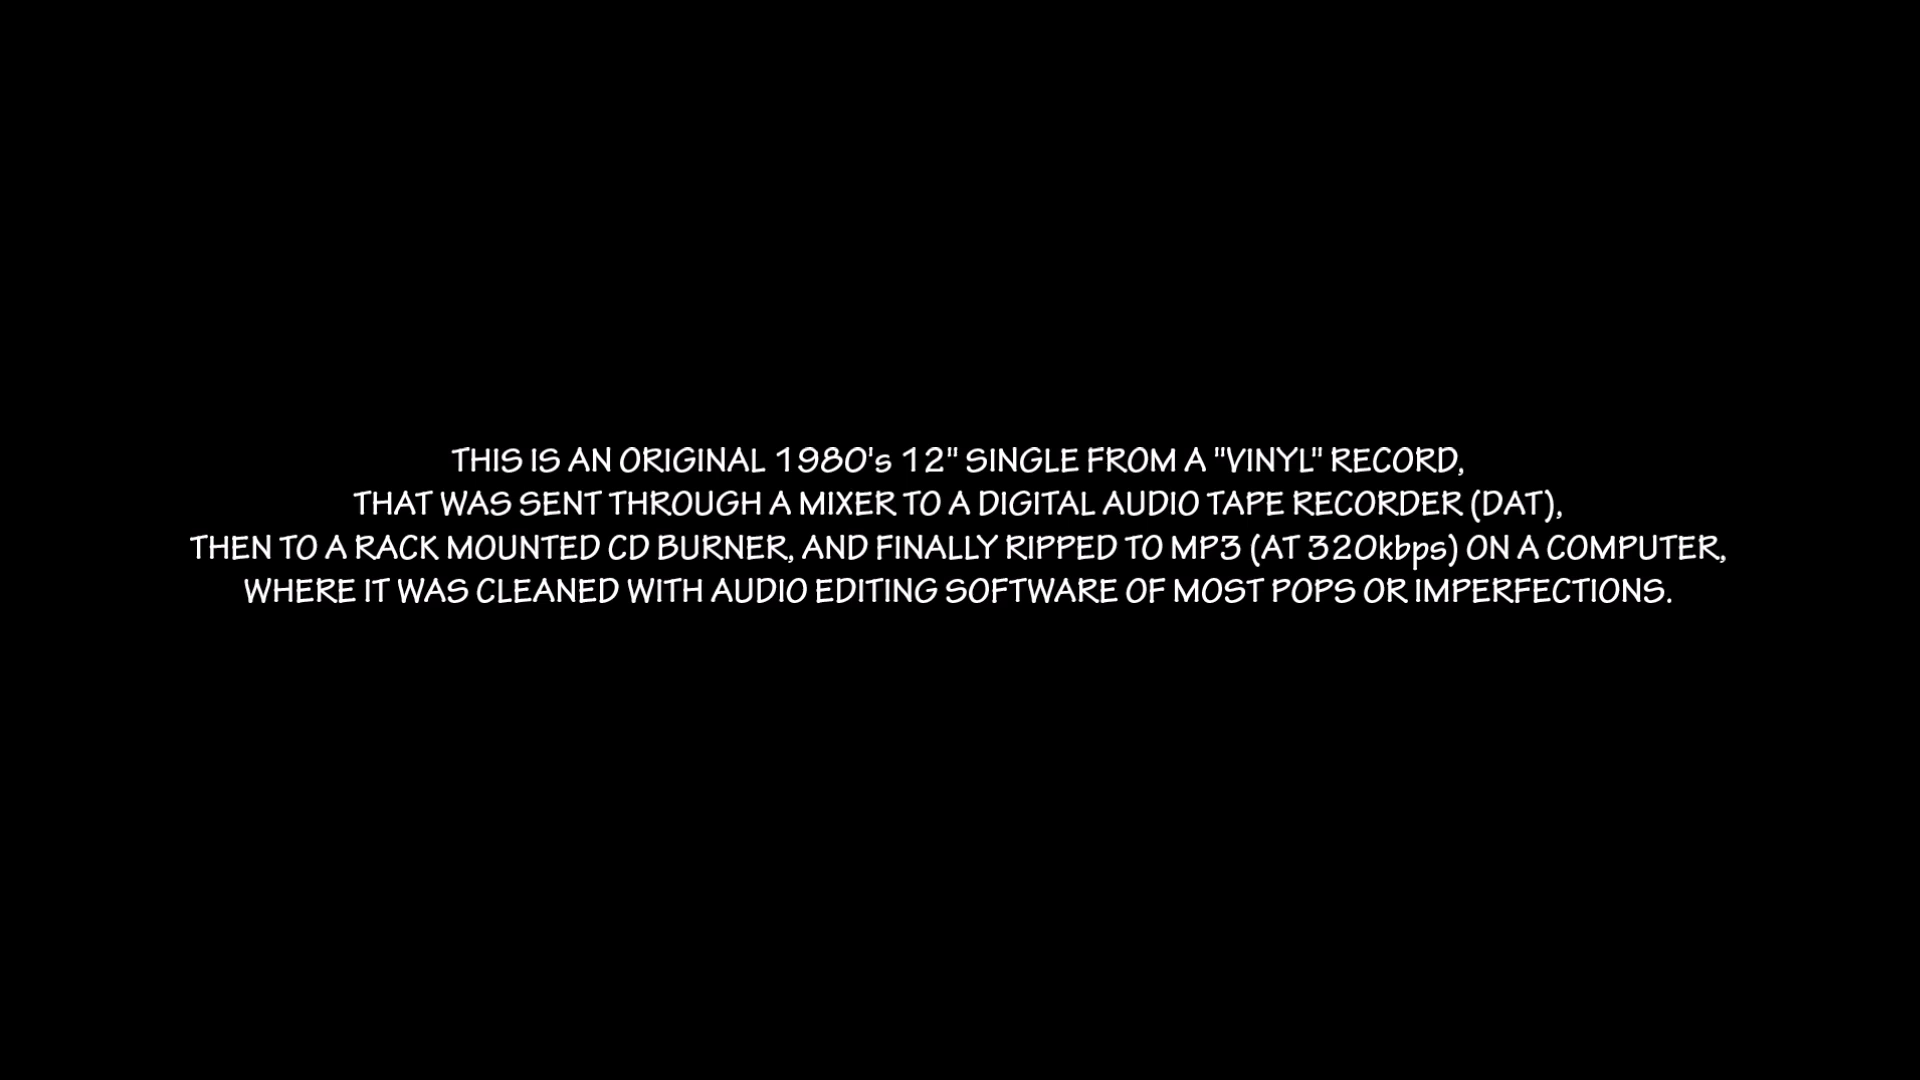 THIS IS AN ORIGINAL 1980's 12" SINGLE FROM A "VINYL" RECORD,
THAT WAS SENT THROUGH A MIXER TO A DIGITAL AUDIO TAPE RECORDER (DAT),
THEN TO A RACK MOUNTED CD BURNER, AND FINALLY RIPPED TO MP3 (AT 320kbps) ON A COMPUTER,
WHERE IT WAS CLEANED WITH AUDIO EDITING SOFTWARE OF MOST POPS OR IMPERFECTIONS.